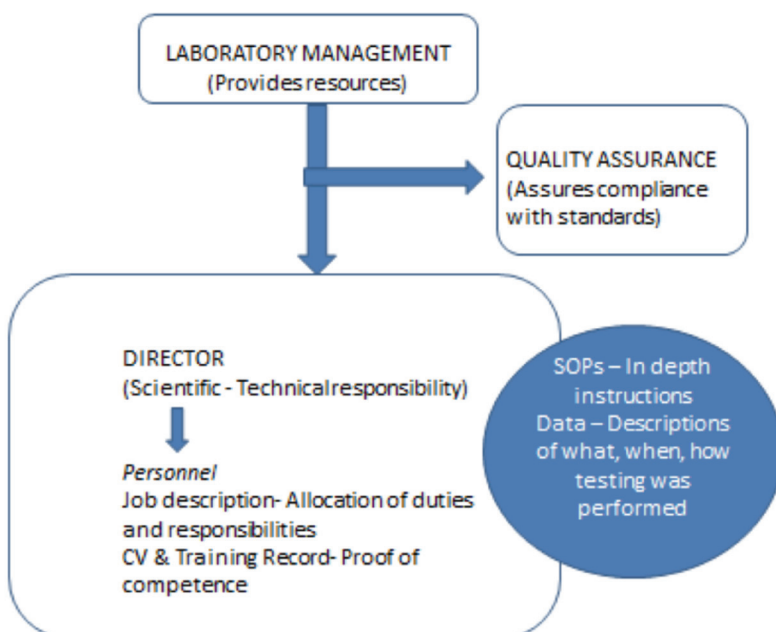 LABORATORY MANAGEMENT
(Provides resources)
QUALITY ASSURANCE
(Assures compliance
with standards)
DIRECTOR
(Scientific - Technical responsibility)
Personnel
Job description- Allocation of duties
and responsibilities
CV & Training Record- Proof of
competence
SOPs – In depth
instructions
Data – Descriptions
of what, when, how
testing was
performed